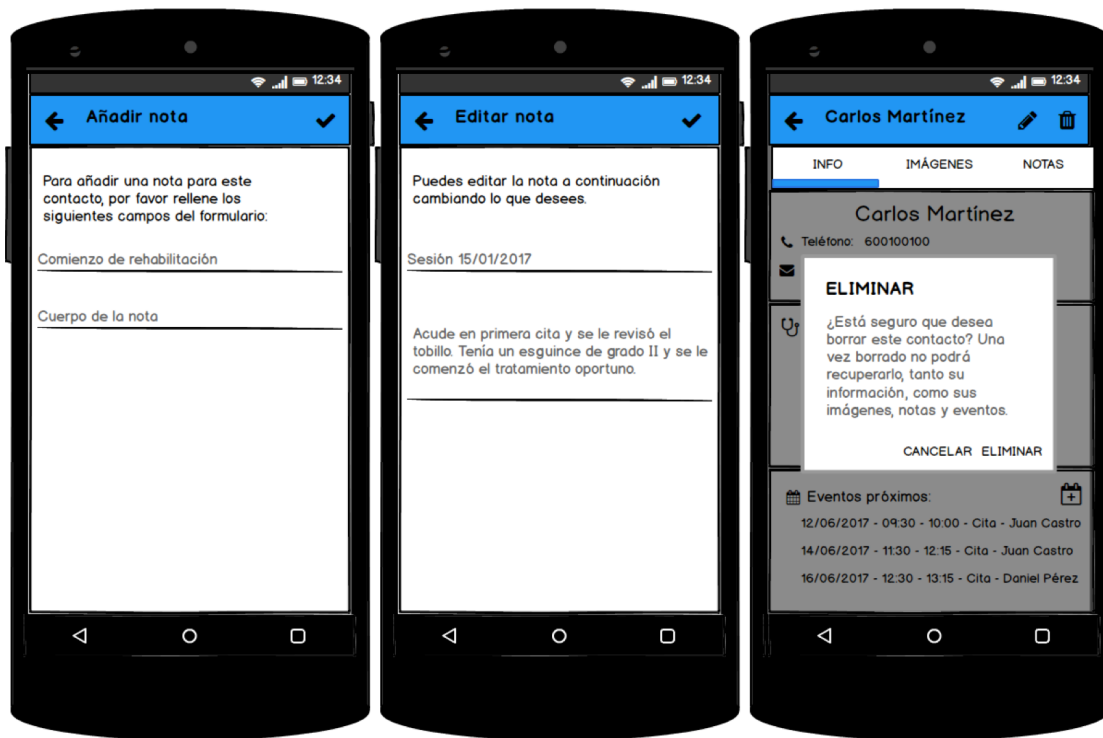 12:34
Añadir nota
Para añadir una nota para este
contacto, por favor rellene los
siguientes campos del formulario:
Comienzo de rehabilitación
Cuerpo de la nota
12:34
Editar nota
Puedes editar la nota a continuación
cambiando lo que desees.
Sesión 15/01/2017
Acude en primera cita y se le revisó el
tobillo. Tenía un esguince de grado II y se le
comenzó el tratamiento oportuno.
12:34
Carlos Martínez
INFO IMÁGENES NOTAS
Carlos Martínez
Teléfono: 600100100
ELIMINAR
¿Está seguro que desea
borrar este contacto? Una
vez borrado no podrá
recuperarlo, tanto su
información, como sus
imágenes, notas y eventos.
CANCELAR ELIMINAR
Eventos próximos:
12/06/2017 - 09:30 - 10:00 - Cita - Juan Castro
14/06/2017 - 11:30 - 12:15 - Cita - Juan Castro
16/06/2017 - 12:30 - 13:15 - Cita - Daniel Pérez